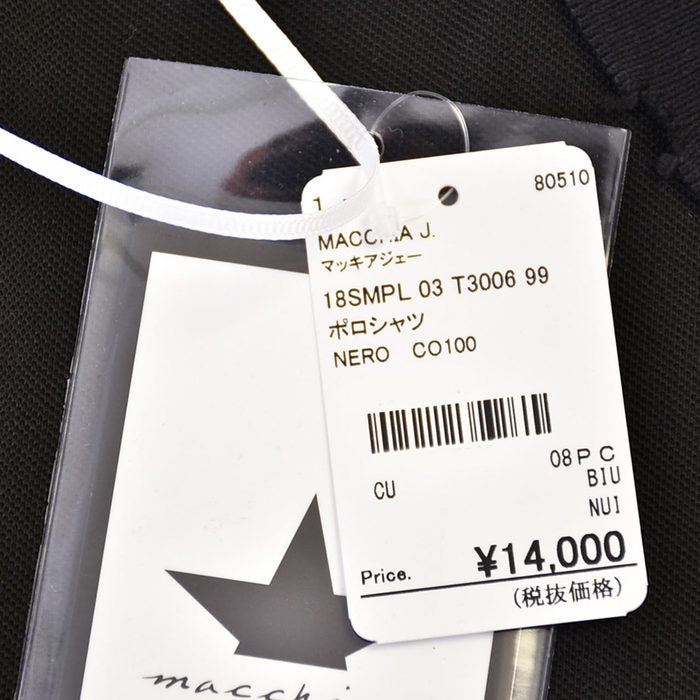 80510
MACCHIA J.
マッキアジェー
18SMPL 03 T3006 99
ポロシャツ
NERO CO100
08PC
CU BIU
NUI
Price. ¥14,000
(税抜価格)
macchi